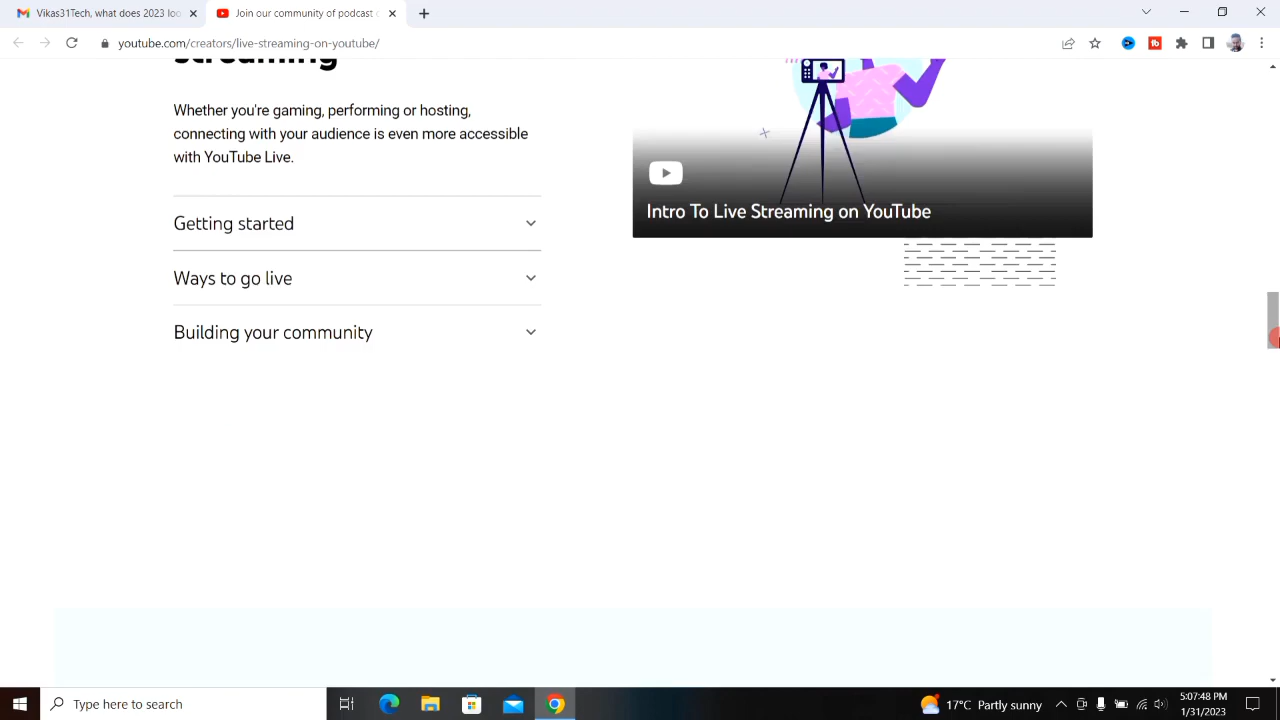 Vikas31Tech, what does 2023 loo
Join our community of podcast c
youtube.com/creators/live-streaming-on-youtube/
streaming
Whether you're gaming, performing or hosting,
connecting with your audience is even more accessible
with YouTube Live.
Getting started
Ways to go live
Building your community
Intro To Live Streaming on YouTube
Type here to search
17°C Partly sunny
5:07:48 PM
1/31/2023